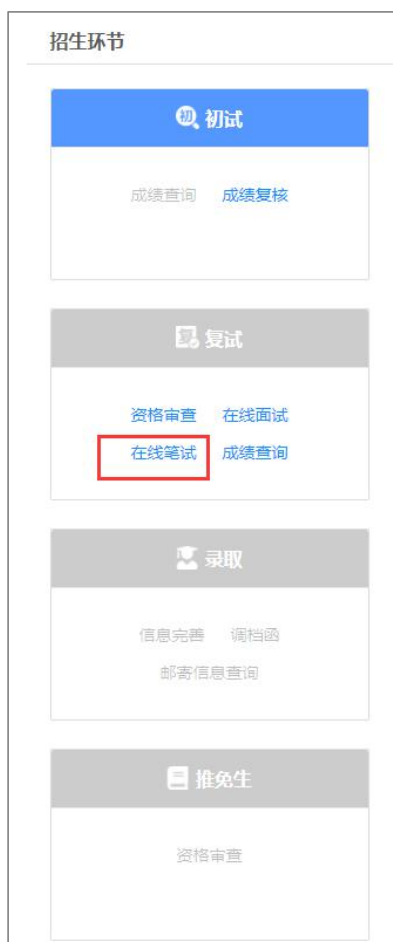 招生环节
初试
成绩查询 成绩复核
复试
资格审查 在线面试
在线笔试 成绩查询
录取
信息完善 调档函
邮寄信息查询
推免生
资格审查